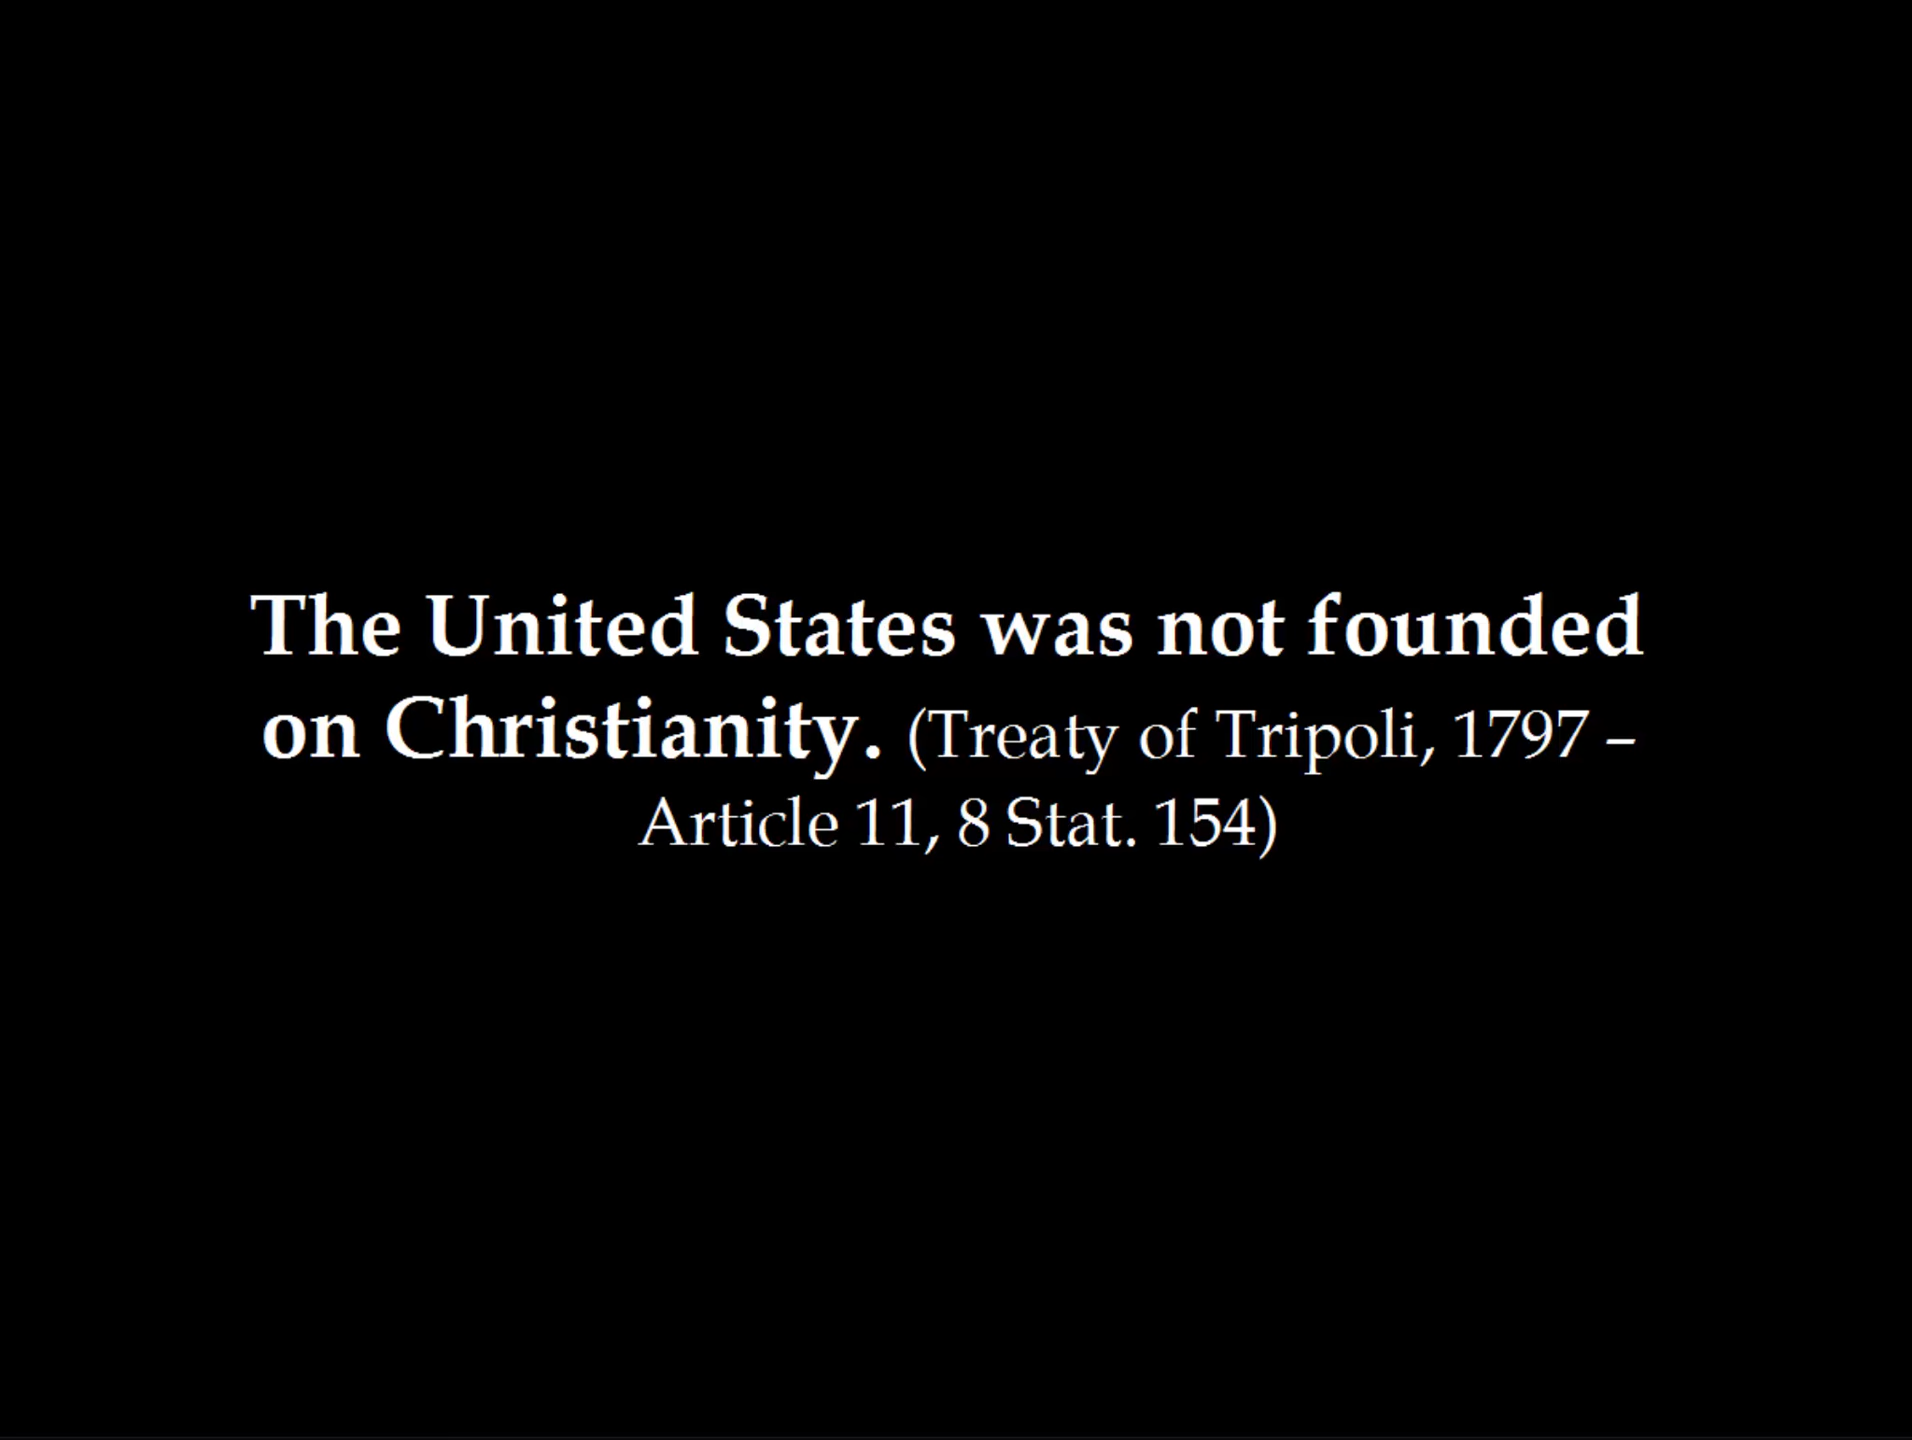 The United States was not founded
on Christianity. (Treaty of Tripoli, 1797 –
Article 11, 8 Stat. 154)